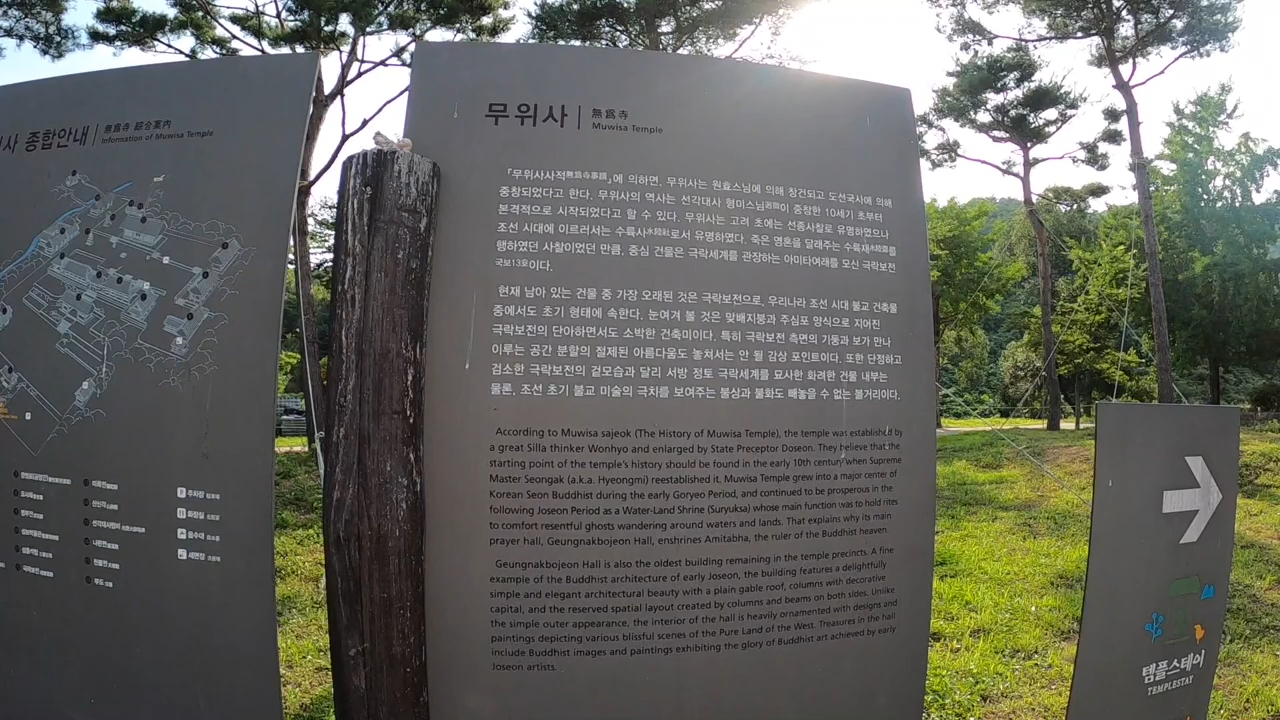 사 종합안내 無爲寺 綜合案內
Information of Muwisa Temple
주차장
화장실
음수대
세면장
무위사 無爲寺
Muwisa Temple
『무위사사적無爲寺事蹟』에 의하면, 무위사는 원효스님에 의해 창건되고 도선국사에 의해
중창되었다고 한다. 무위사의 역사는 선각대사 형미스님이 중창한 10세기 초부터
본격적으로 시작되었다고 할 수 있다. 무위사는 고려 초에는 선종사찰로 유명하였으나
조선 시대에 이르러서는 수륙사水陸社로서 유명하였다. 죽은 영혼을 달래주는 수륙재水陸齋를
행하였던 사찰이었던 만큼, 중심 건물은 극락세계를 관장하는 아미타여래를 모신 극락보전
국보13호이다.
현재 남아 있는 건물 중 가장 오래된 것은 극락보전으로, 우리나라 조선 시대 불교 건축물
중에서도 초기 형태에 속한다. 눈여겨 볼 것은 맞배지붕과 주심포 양식으로 지어진
극락보전의 단아하면서도 소박한 건축미이다. 특히 극락보전 측면의 기둥과 보가 만나
이루는 공간 분할의 절제된 아름다움도 놓쳐서는 안 될 감상 포인트이다. 또한 단정하고
검소한 극락보전의 겉모습과 달리 서방 정토 극락세계를 묘사한 화려한 건물 내부는
물론, 조선 초기 불교 미술의 극치를 보여주는 불상과 불화도 빼놓을 수 없는 볼거리이다.
According to Muwisa sajeok (The History of Muwisa Temple), the temple was established by
a great Silla thinker Wonhyo and enlarged by State Preceptor Doseon. They believe that the
starting point of the temple's history should be found in the early 10th century when Supreme
Master Seongak (a.k.a. Hyeongmi) reestablished it. Muwisa Temple grew into a major center of
Korean Seon Buddhist during the early Goryeo Period, and continued to be prosperous in the
following Joseon Period as a Water-Land Shrine (Suryuksa) whose main function was to hold rites
to comfort resentful ghosts wandering around waters and lands. That explains why its main
prayer hall, Geungnakbojeon Hall, enshrines Amitabha, the ruler of the Buddhist heaven.
Geungnakbojeon Hall is also the oldest building remaining in the temple precincts. A fine
example of the Buddhist architecture of early Joseon, the building features a delightfully
simple and elegant architectural beauty with a plain gable roof, columns with decorative
capital, and the reserved spatial layout created by columns and beams on both sides. Unlike
the simple outer appearance, the interior of the hall is heavily ornamented with designs and
paintings depicting various blissful scenes of the Pure Land of the West. Treasures in the hall
include Buddhist images and paintings exhibiting the glory of Buddhist art achieved by early
Joseon artists.
템플스테이
TEMPLESTAY